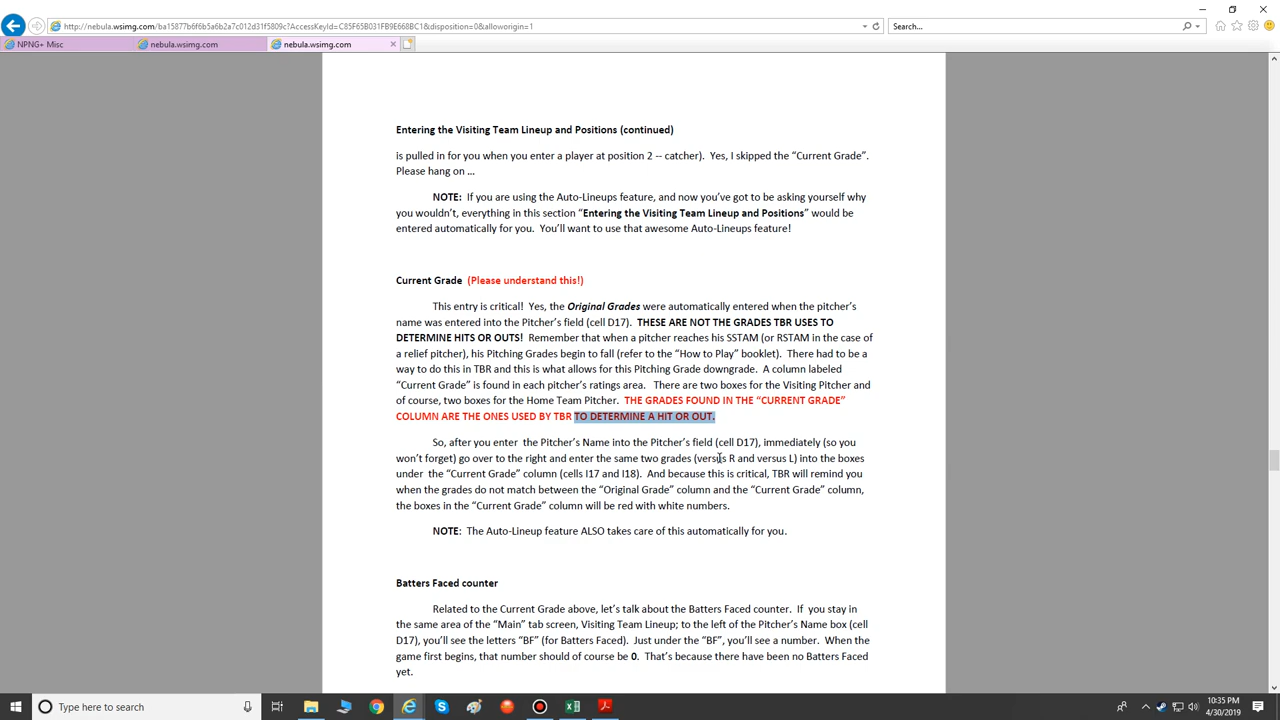 http://nebula.wsimg.com/ba15877b6f6b5a6b2a7c012d31f5809c?AccessKeyId=C85F65B031FB9E668BC1&disposition=0&alloworigin=1
Search...
NPNG+ Misc
nebula.wsimg.com
nebula.wsimg.com
Entering the Visiting Team Lineup and Positions (continued)
is pulled in for you when you enter a player at position 2 -- catcher). Yes, I skipped the “Current Grade”.
Please hang on …
NOTE: If you are using the Auto-Lineups feature, and now you’ve got to be asking yourself why
you wouldn’t, everything in this section “Entering the Visiting Team Lineup and Positions” would be
entered automatically for you. You’ll want to use that awesome Auto-Lineups feature!
Current Grade (Please understand this!)
This entry is critical! Yes, the Original Grades were automatically entered when the pitcher’s
name was entered into the Pitcher’s field (cell D17). THESE ARE NOT THE GRADES TBR USES TO
DETERMINE HITS OR OUTS! Remember that when a pitcher reaches his SSTAM (or RSTAM in the case of
a relief pitcher), his Pitching Grades begin to fall (refer to the “How to Play” booklet). There had to be a
way to do this in TBR and this is what allows for this Pitching Grade downgrade. A column labeled
“Current Grade” is found in each pitcher’s ratings area. There are two boxes for the Visiting Pitcher and
of course, two boxes for the Home Team Pitcher. THE GRADES FOUND IN THE “CURRENT GRADE”
COLUMN ARE THE ONES USED BY TBR TO DETERMINE A HIT OR OUT.
So, after you enter the Pitcher’s Name into the Pitcher’s field (cell D17), immediately (so you
won’t forget) go over to the right and enter the same two grades (versus R and versus L) into the boxes
under the “Current Grade” column (cells I17 and I18). And because this is critical, TBR will remind you
when the grades do not match between the “Original Grade” column and the “Current Grade” column,
the boxes in the “Current Grade” column will be red with white numbers.
NOTE: The Auto-Lineup feature ALSO takes care of this automatically for you.
Batters Faced counter
Related to the Current Grade above, let’s talk about the Batters Faced counter. If you stay in
the same area of the “Main” tab screen, Visiting Team Lineup; to the left of the Pitcher’s Name box (cell
D17), you’ll see the letters “BF” (for Batters Faced). Just under the “BF”, you’ll see a number. When the
game first begins, that number should of course be 0. That’s because there have been no Batters Faced
yet.
Type here to search
10:35 PM
4/30/2019